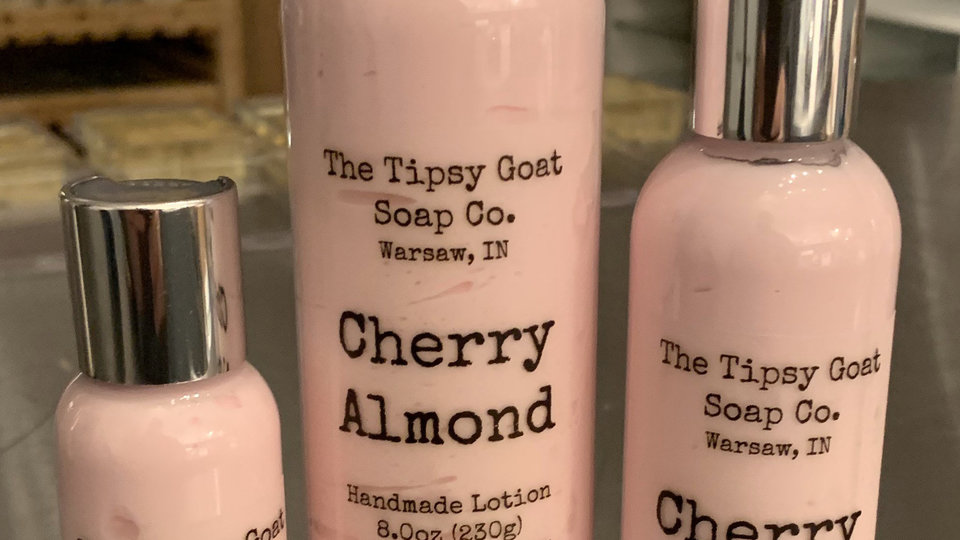 The Tipsy Goat
Soap Co.
Warsaw, IN
Cherry
Almond
Handmade Lotion
8.0oz (230g)
The Tipsy Goat
Soap Co.
Warsaw, IN
Cherry
Goat